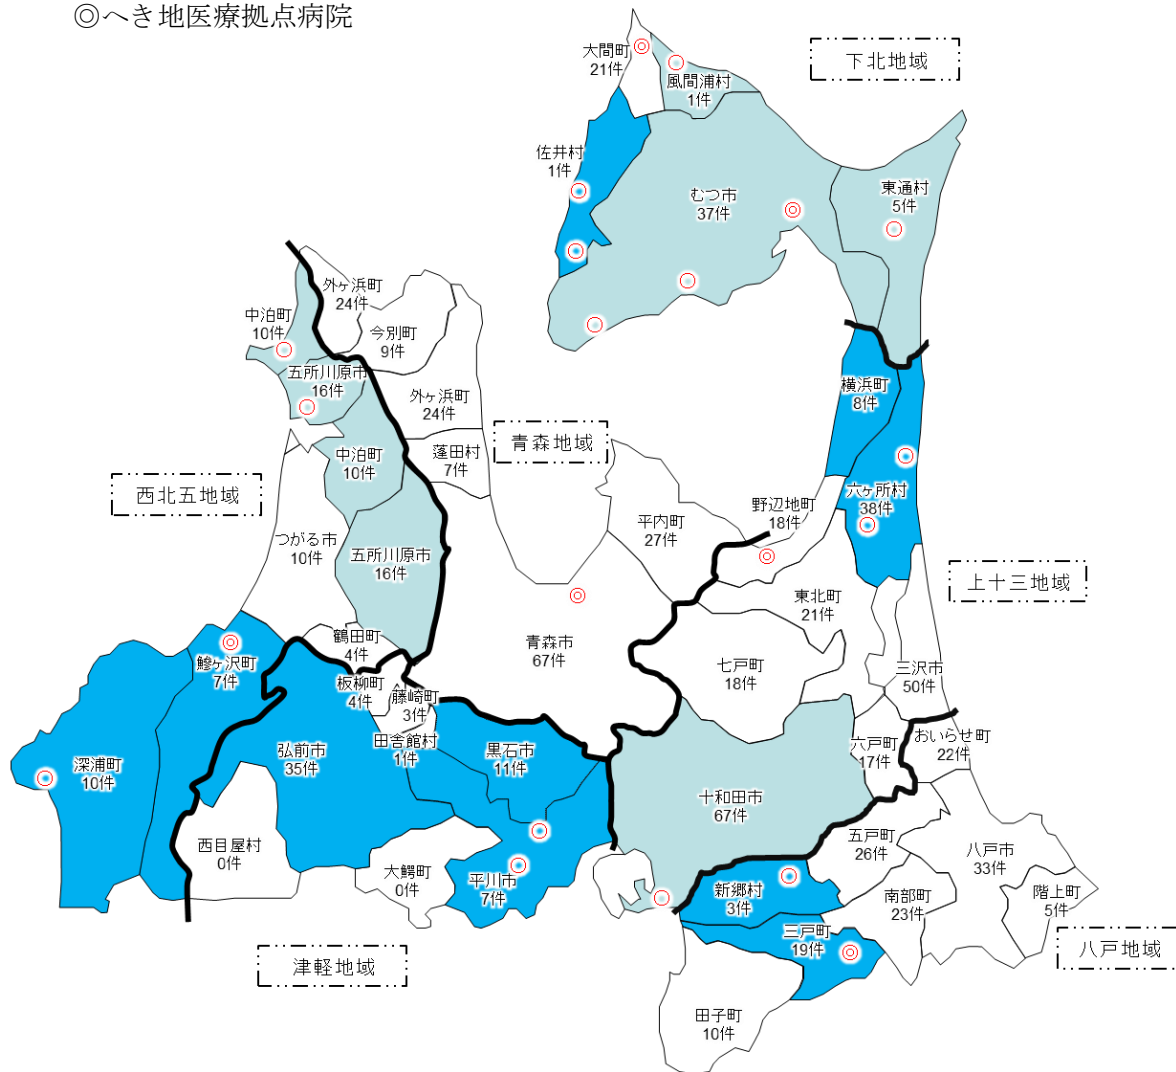 ◎へき地医療拠点病院
大間町
21件
風間浦村
1件
下北地域
佐井村
1件
むつ市
37件
東通村
5件
外ヶ浜町
24件
中泊町
10件
今別町
9件
五所川原市
16件
外ヶ浜町
24件
横浜町
8件
青森地域
蓬田村
7件
中泊町
10件
西北五地域
六ヶ所村
38件
野辺地町
18件
平内町
27件
つがる市
10件
五所川原市
16件
上十三地域
東北町
21件
鶴田町
4件
青森市
67件
七戸町
18件
三沢市
50件
鰺ヶ沢町
7件
板柳町
4件
藤崎町
3件
田舎館村
1件
黒石市
11件
弘前市
35件
深浦町
10件
六戸町
17件
おいらせ町
22件
十和田市
67件
西目屋村
0件
大鰐町
0件
平川市
7件
五戸町
26件
八戸市
33件
新郷村
3件
南部町
23件
階上町
5件
三戸町
19件
八戸地域
津軽地域
田子町
10件